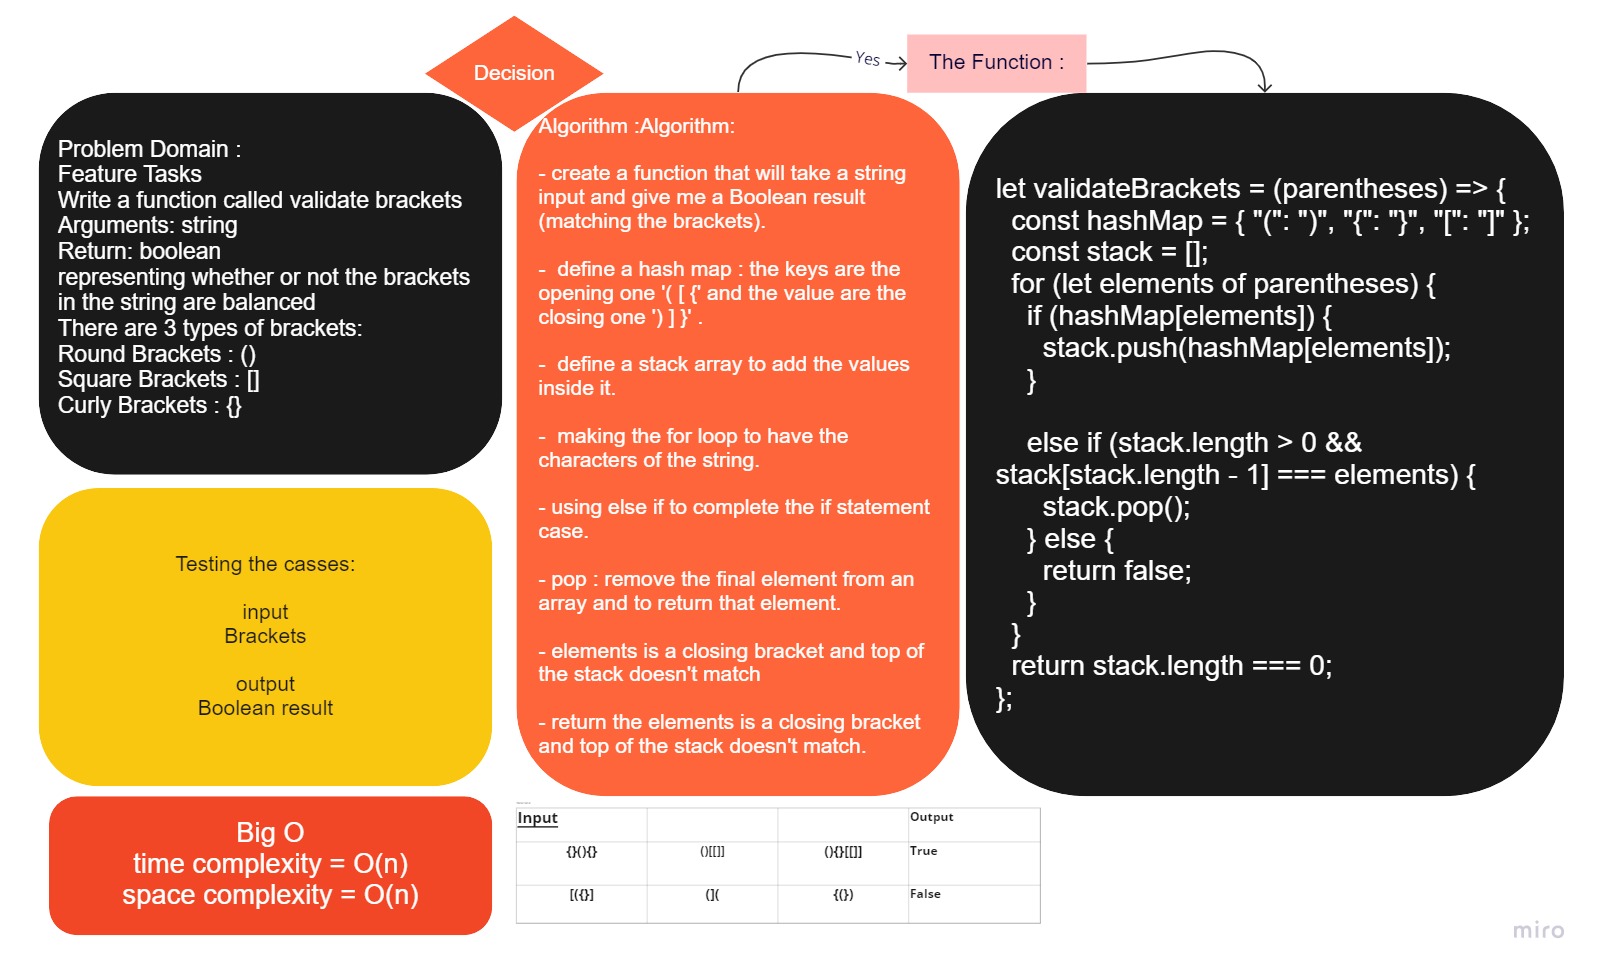 Decision
Yes
The Function :
Problem Domain :
Feature Tasks
Write a function called validate brackets
Arguments: string
Return: boolean
representing whether or not the brackets
in the string are balanced
There are 3 types of brackets:
Round Brackets : ()
Square Brackets : []
Curly Brackets : {}
Testing the casses:
input
Brackets
output
Boolean result
Big O
time complexity = O(n)
space complexity = O(n)
Algorithm :Algorithm:
- create a function that will take a string
input and give me a Boolean result
(matching the brackets).
-  define a hash map : the keys are the
opening one '( [ {' and the value are the
closing one ') ] }' .
-  define a stack array to add the values
inside it.
-  making the for loop to have the
characters of the string.
- using else if to complete the if statement
case.
- pop : remove the final element from an
array and to return that element.
- elements is a closing bracket and top of
the stack doesn't match
- return the elements is a closing bracket
and top of the stack doesn't match.
let validateBrackets = (parentheses) => {
const hashMap = { "(": ")", "{": "}", "[": "]" };
const stack = [];
for (let elements of parentheses) {
if (hashMap[elements]) {
stack.push(hashMap[elements]);
}
else if (stack.length > 0 &&
stack[stack.length - 1] === elements) {
stack.pop();
} else {
return false;
}
}
return stack.length === 0;
};
Input Output
{}(){} ()[[]] (){}[[]] True
[({}] (]( {(}) False
miro